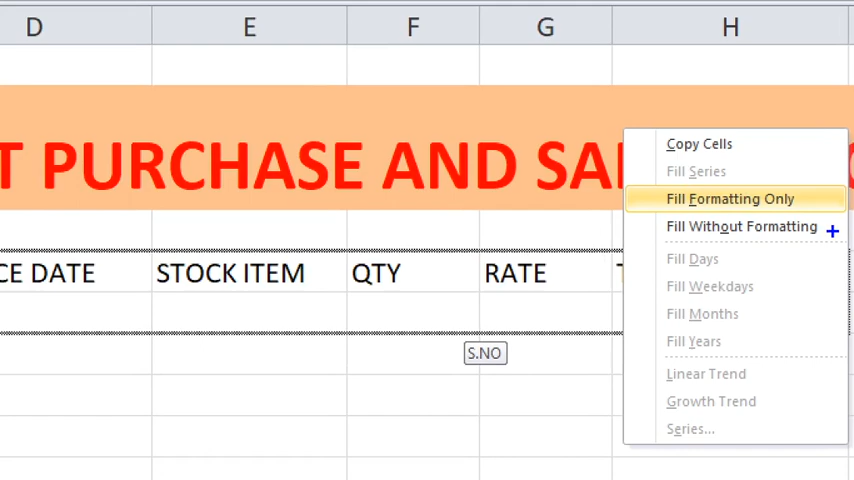 D E F G H
T PURCHASE AND SA
CE DATE STOCK ITEM QTY RATE
S.NO
Copy Cells
Fill Series
Fill Formatting Only
Fill Without Formatting
Fill Days
Fill Weekdays
Fill Months
Fill Years
Linear Trend
Growth Trend
Series...